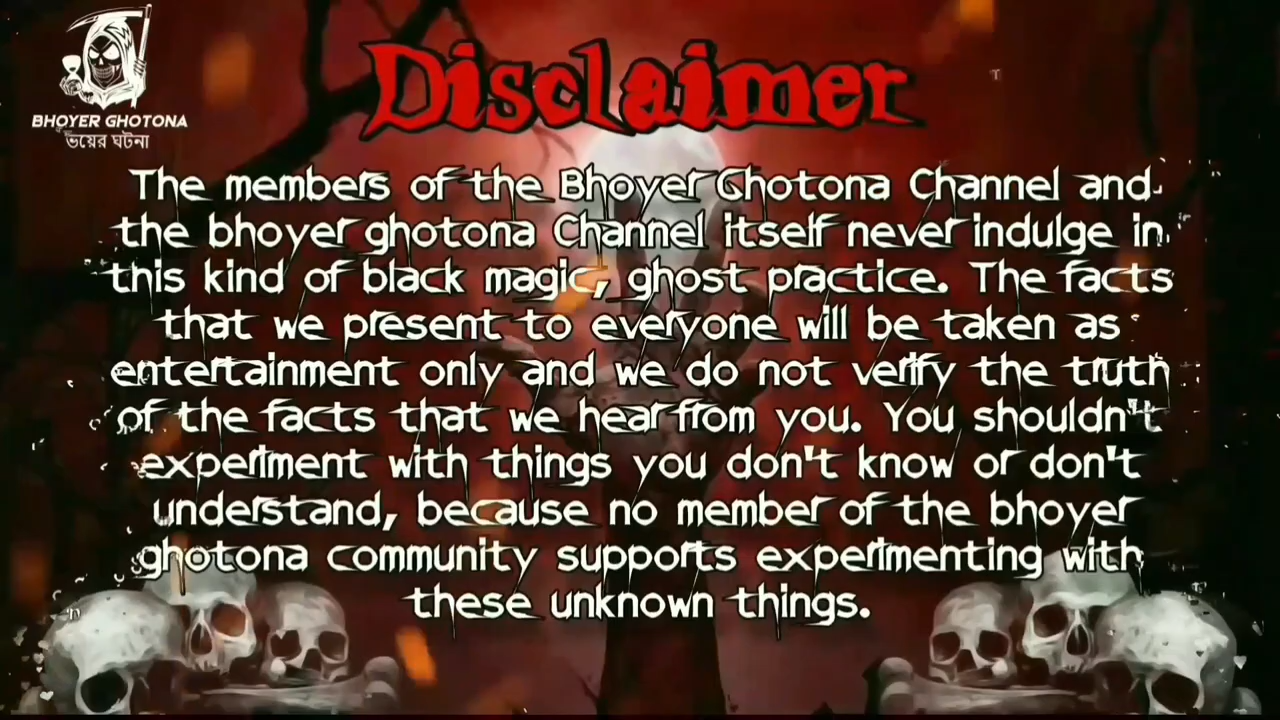 BHOYER GHOTONA
ভয়ের ঘটনা
Disclaimer
The members of the Bhoyer Ghotona Channel and
the bhoyer ghotona Channel itself never indulge in
this kind of black magic, ghost practice. The facts
that we present to everyone will be taken as
entertainment only and we do not verify the truth
of the facts that we hear from you. You shouldn't
experiment with things you don't know or don't
understand, because no member of the bhoyer
ghotona community supports experimenting with
these unknown things.